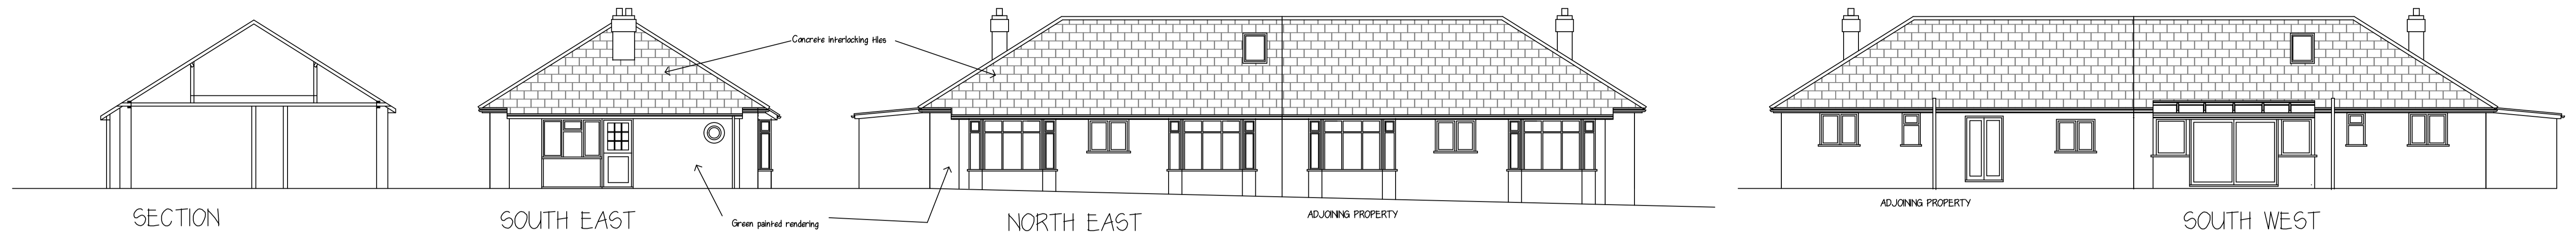 Concrete interlocking tiles
SECTION
SOUTH EAST
Green painted rendering
NORTH EAST
ADJOINING PROPERTY
ADJOINING PROPERTY
SOUTH WEST